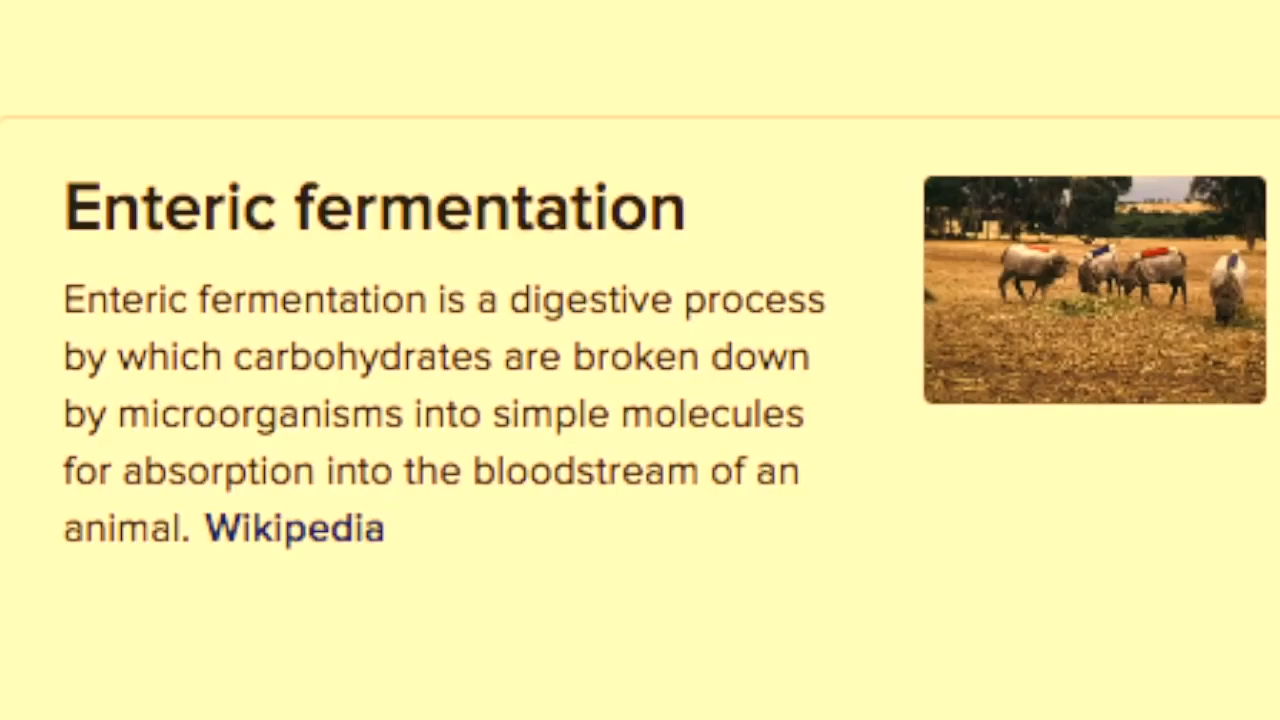 Enteric fermentation
Enteric fermentation is a digestive process
by which carbohydrates are broken down
by microorganisms into simple molecules
for absorption into the bloodstream of an
animal. Wikipedia